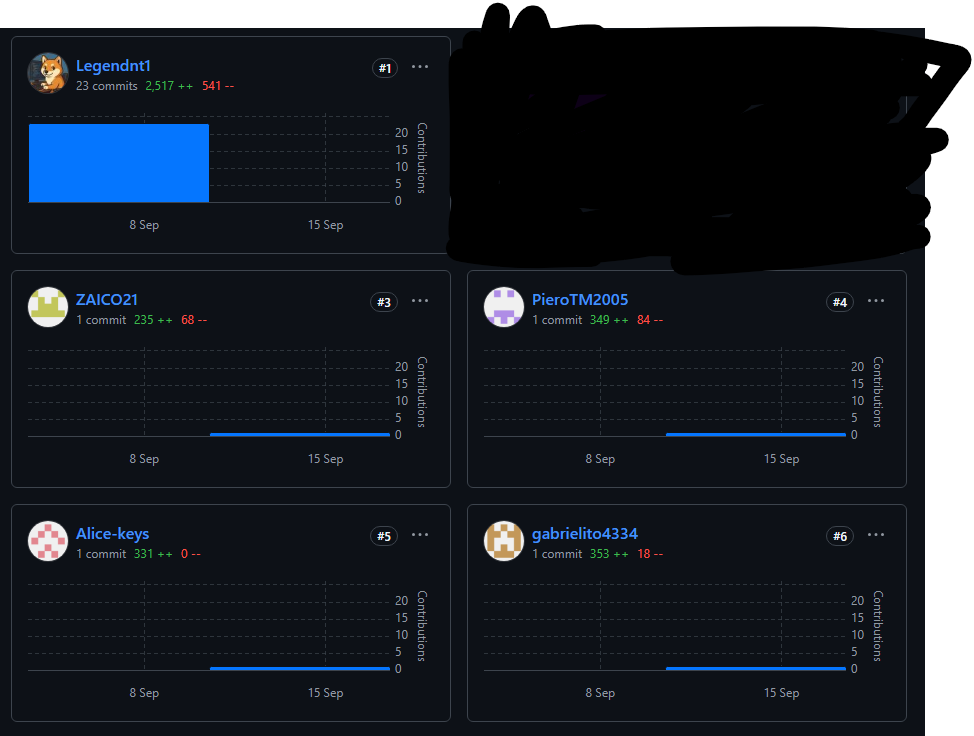 Legendnt1
#1
23 commits 2,517 ++ 541 --
20
15
10
5
0
Contributions
8 Sep
15 Sep
ZAICO21
#3
1 commit 235 ++ 68 --
20
15
10
5
0
Contributions
8 Sep
15 Sep
PieroTM2005
#4
1 commit 349 ++ 84 --
20
15
10
5
0
Contributions
8 Sep
15 Sep
Alice-keys
#5
1 commit 331 ++ 0 --
20
15
10
5
0
Contributions
8 Sep
15 Sep
gabrielito4334
#6
1 commit 353 ++ 18 --
20
15
10
5
0
Contributions
8 Sep
15 Sep